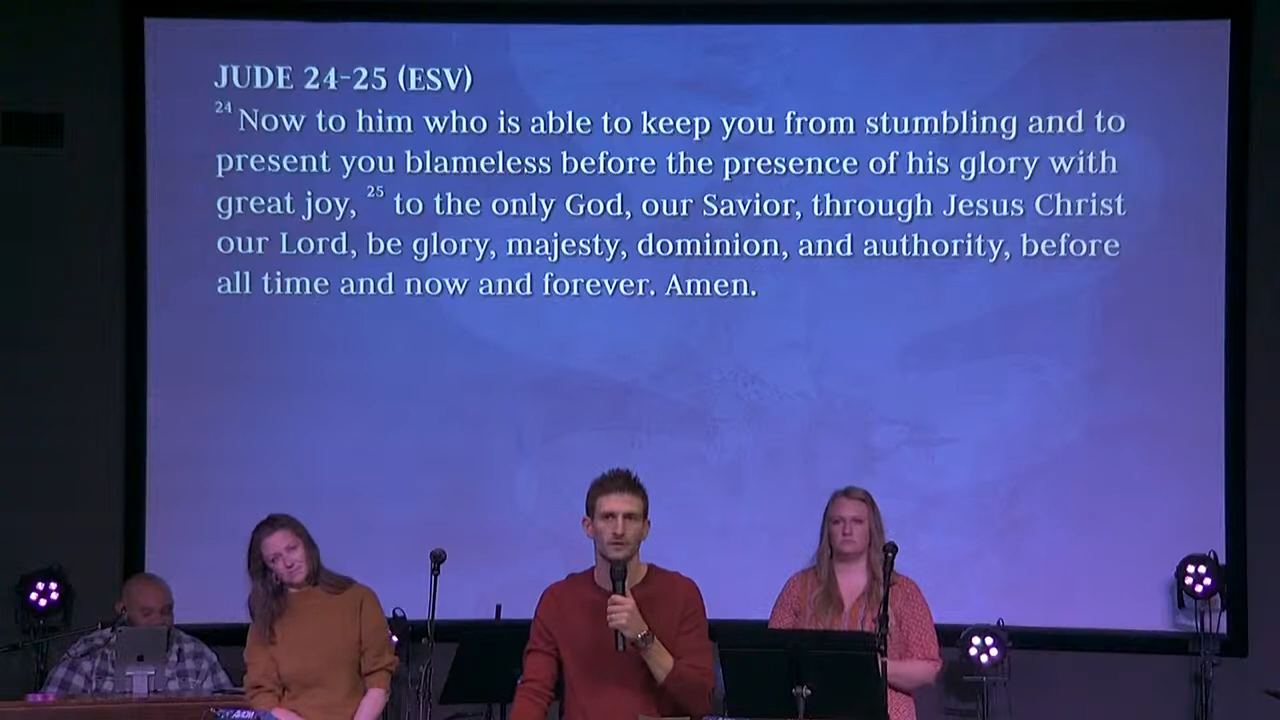 JUDE 24-25 (ESV)
24 Now to him who is able to keep you from stumbling and to
present you blameless before the presence of his glory with
great joy, 25 to the only God, our Savior, through Jesus Christ
our Lord, be glory, majesty, dominion, and authority, before
all time and now and forever. Amen.